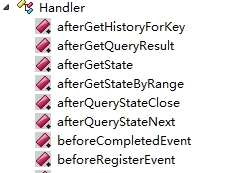 Handler
afterGetHistoryForKey
afterGetQueryResult
afterGetState
afterGetStateByRange
afterQueryStateClose
afterQueryStateNext
beforeCompletedEvent
beforeRegisterEvent